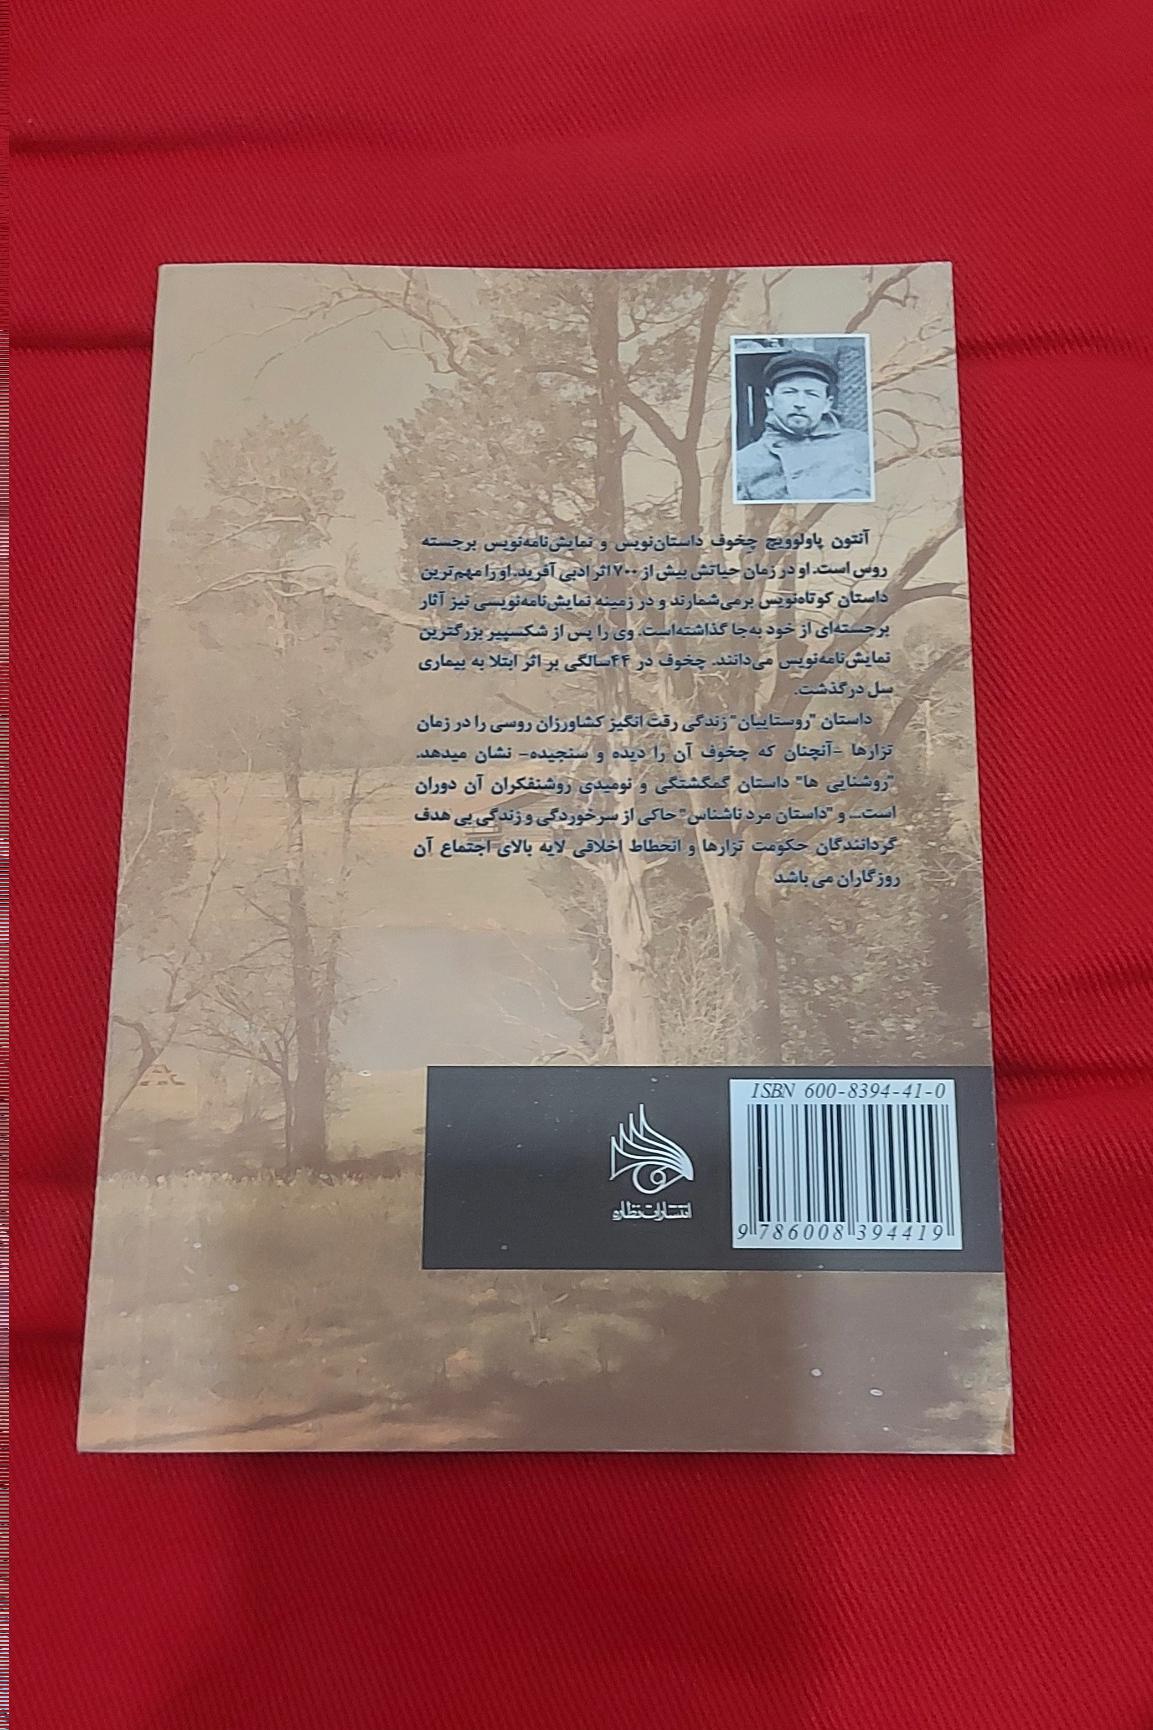 آنتون پاولوویچ چخوف داستان‌نویس و نمایش‌نامه‌نویس برجسته
روس است. او در زمان حیاتش بیش از ۷۰۰ اثر ادبی آفرید. او را مهم‌ترین
داستان کوتاه‌نویس برمی‌شمارند و در زمینه نمایش‌نامه‌نویسی نیز آثار
برجسته‌ای از خود به‌جا گذاشته‌است. وی را پس از شکسپیر بزرگترین
نمایش‌نامه‌نویس می‌دانند. چخوف در ۴۴سالگی بر اثر ابتلا به بیماری
سل درگذشت.
داستان "روستاییان" زندگی رقت انگیز کشاورزان روسی را در زمان
تزارها -آنچنان که چخوف آن را دیده و سنجیده- نشان میدهد.
"روشنایی ها" داستان گمگشتگی و نومیدی روشنفکران آن دوران
است... و "داستان مرد ناشناس" حاکی از سرخوردگی و زندگی بی هدف
گردانندگان حکومت تزارها و انحطاط اخلاقی لایه بالای اجتماع آن
روزگاران می باشد
ISBN 600-8394-41-0
9 786008 394419
انتشارات نظاره